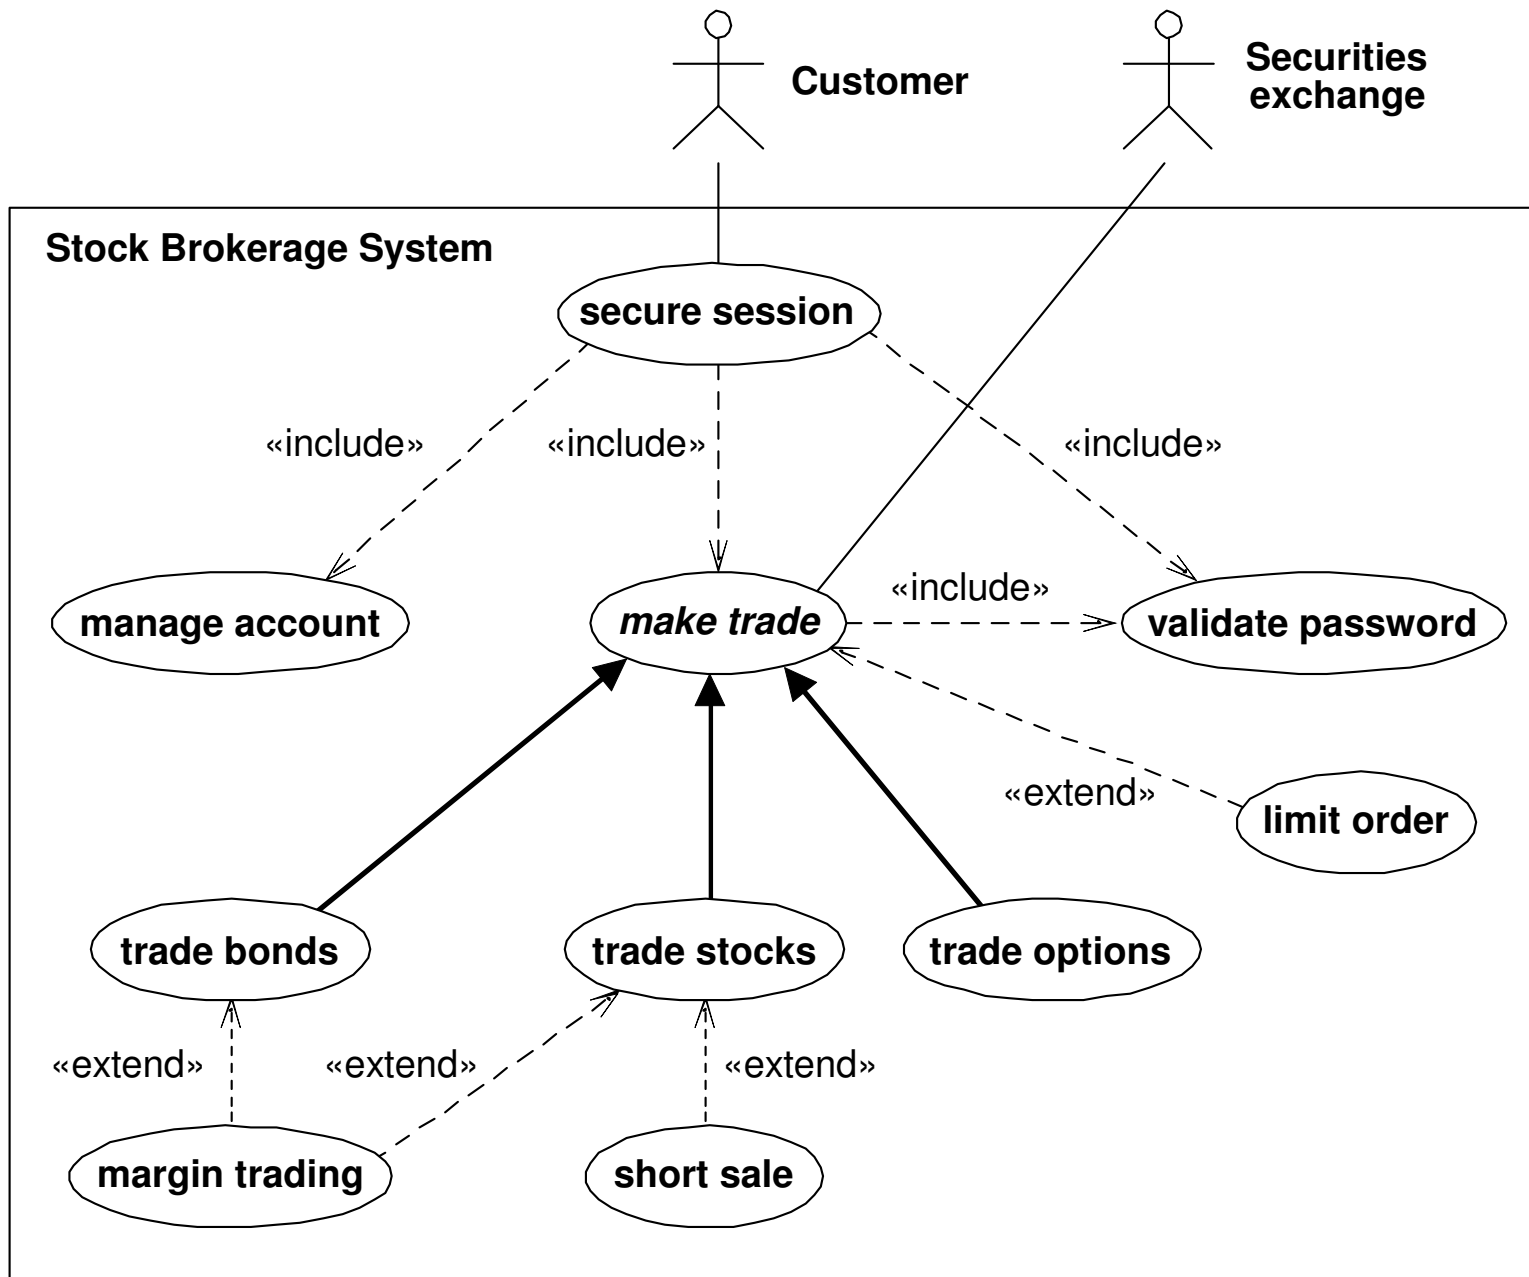 Customer
Securities
exchange
Stock Brokerage System
secure session
«include»
«include»
«include»
manage account
make trade
«include»
validate password
«extend»
limit order
trade bonds
trade stocks
trade options
«extend»
«extend»
«extend»
margin trading
short sale